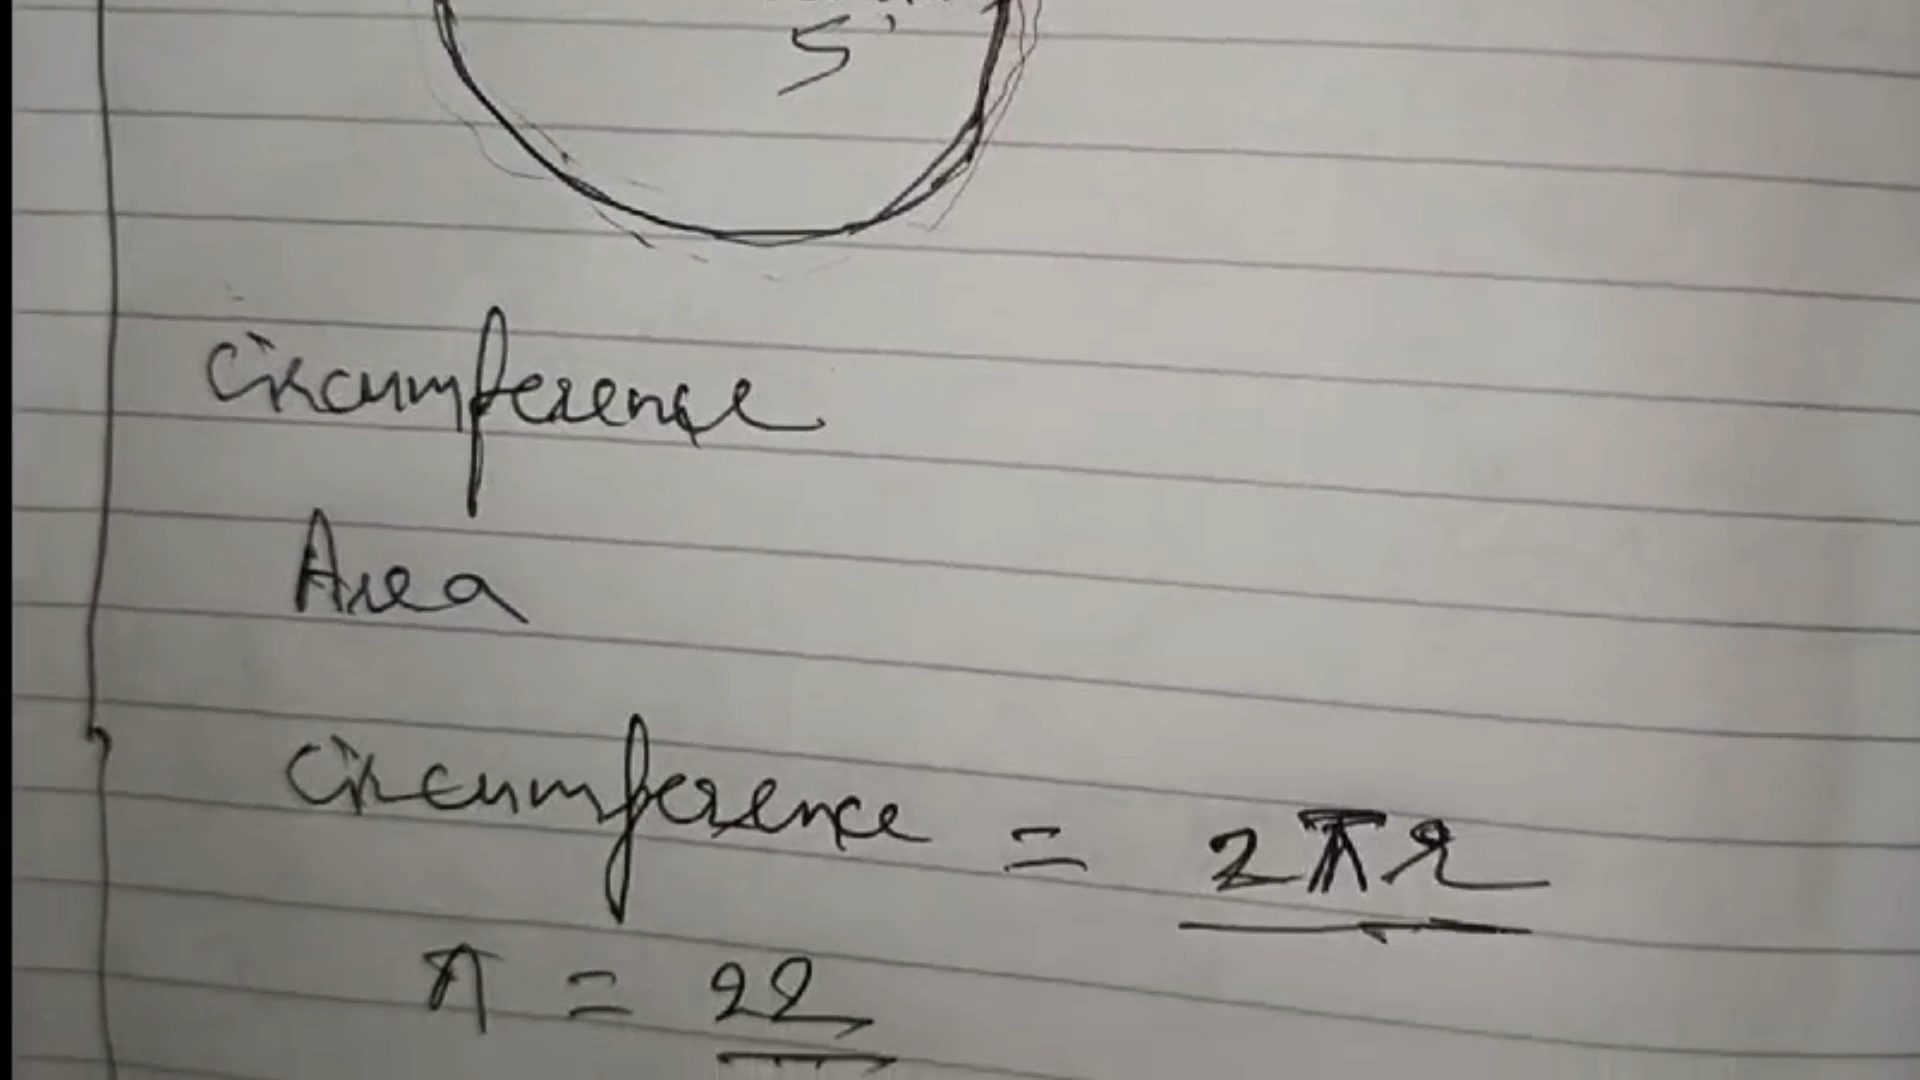 5
Circumference
Area
Circumference = 2πr
π = 22